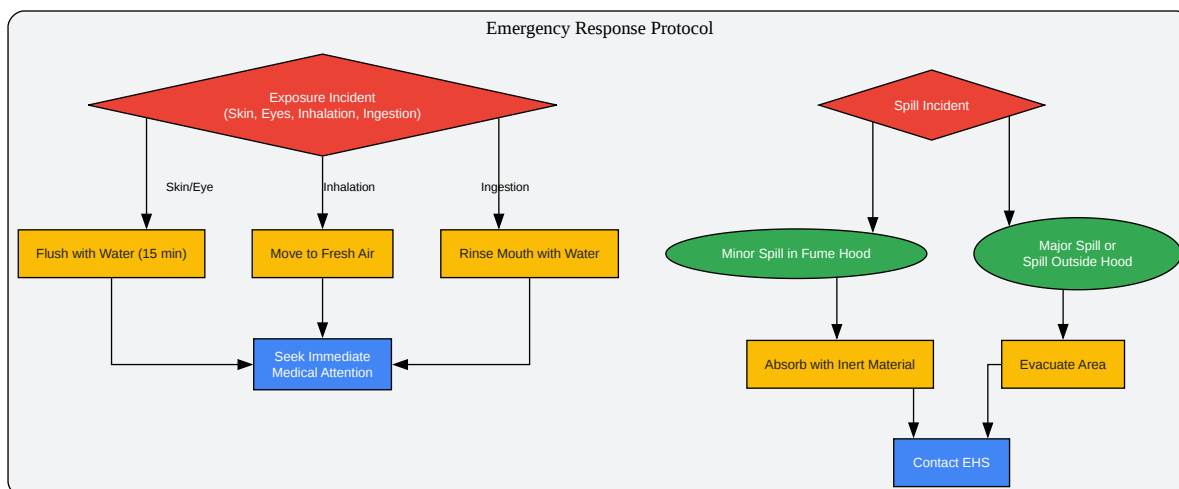 Emergency Response Protocol
Exposure Incident
(Skin, Eyes, Inhalation, Ingestion)
Spill Incident
Skin/Eye
Inhalation
Ingestion
Flush with Water (15 min)
Move to Fresh Air
Rinse Mouth with Water
Minor Spill in Fume Hood
Major Spill or
Spill Outside Hood
Seek Immediate
Medical Attention
Absorb with Inert Material
Evacuate Area
Contact EHS